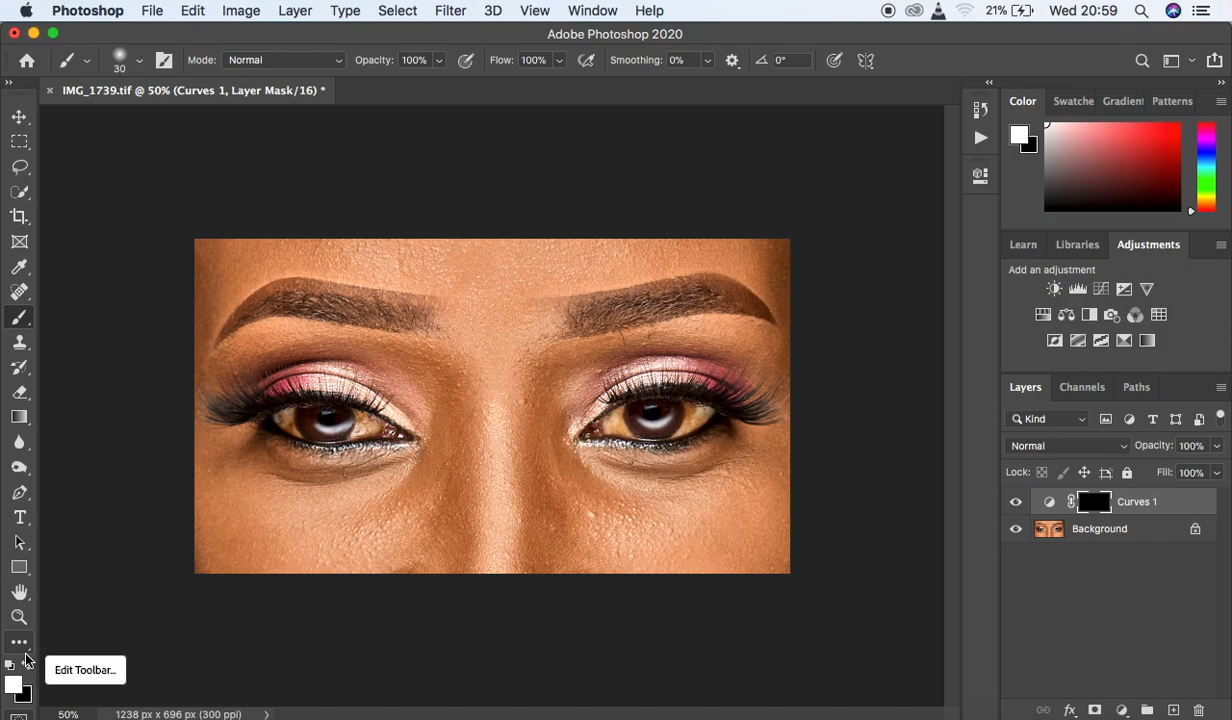 Photoshop File Edit Image Layer Type Select Filter 3D View Window Help 21% Wed 20:59
Adobe Photoshop 2020
30 Mode: Normal Opacity: 100% Flow: 100% Smoothing: 0% 0°
IMG_1739.tif @ 50% (Curves 1, Layer Mask/16) *
Color Swatche Gradient Patterns
Learn Libraries Adjustments
Add an adjustment
Layers Channels Paths
Kind
Normal Opacity: 100%
Lock: Fill: 100%
Curves 1
Background
Edit Toolbar...
50% 1238 px x 696 px (300 ppi)